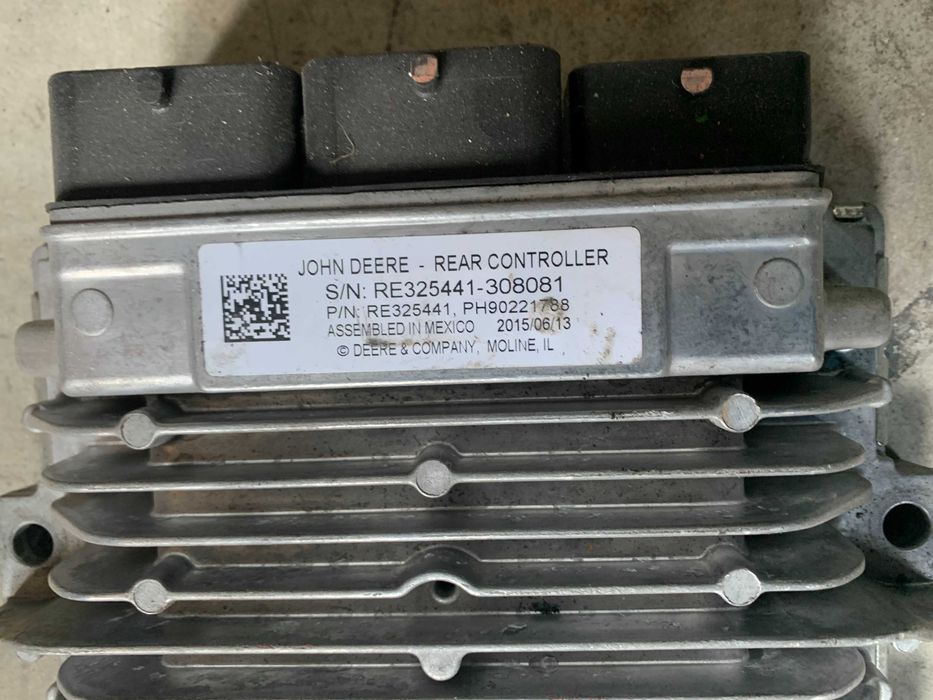 JOHN DEERE - REAR CONTROLLER
S/N: RE325441-308081
P/N: RE325441, PH90221788
ASSEMBLED IN MEXICO 2015/06/13
© DEERE & COMPANY, MOLINE, IL